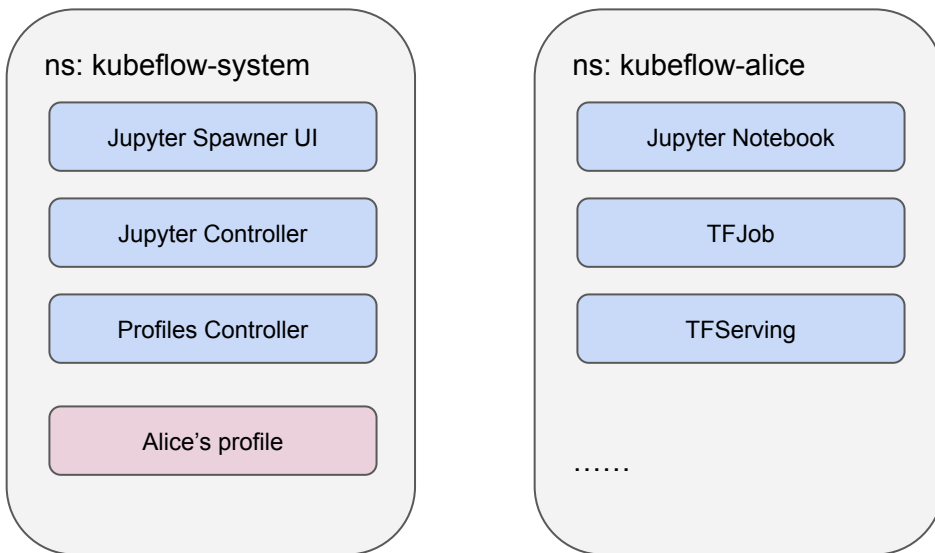 ns: kubeflow-system
Jupyter Spawner UI
Jupyter Controller
Profiles Controller
Alice’s profile
ns: kubeflow-alice
Jupyter Notebook
TFJob
TFServing
……